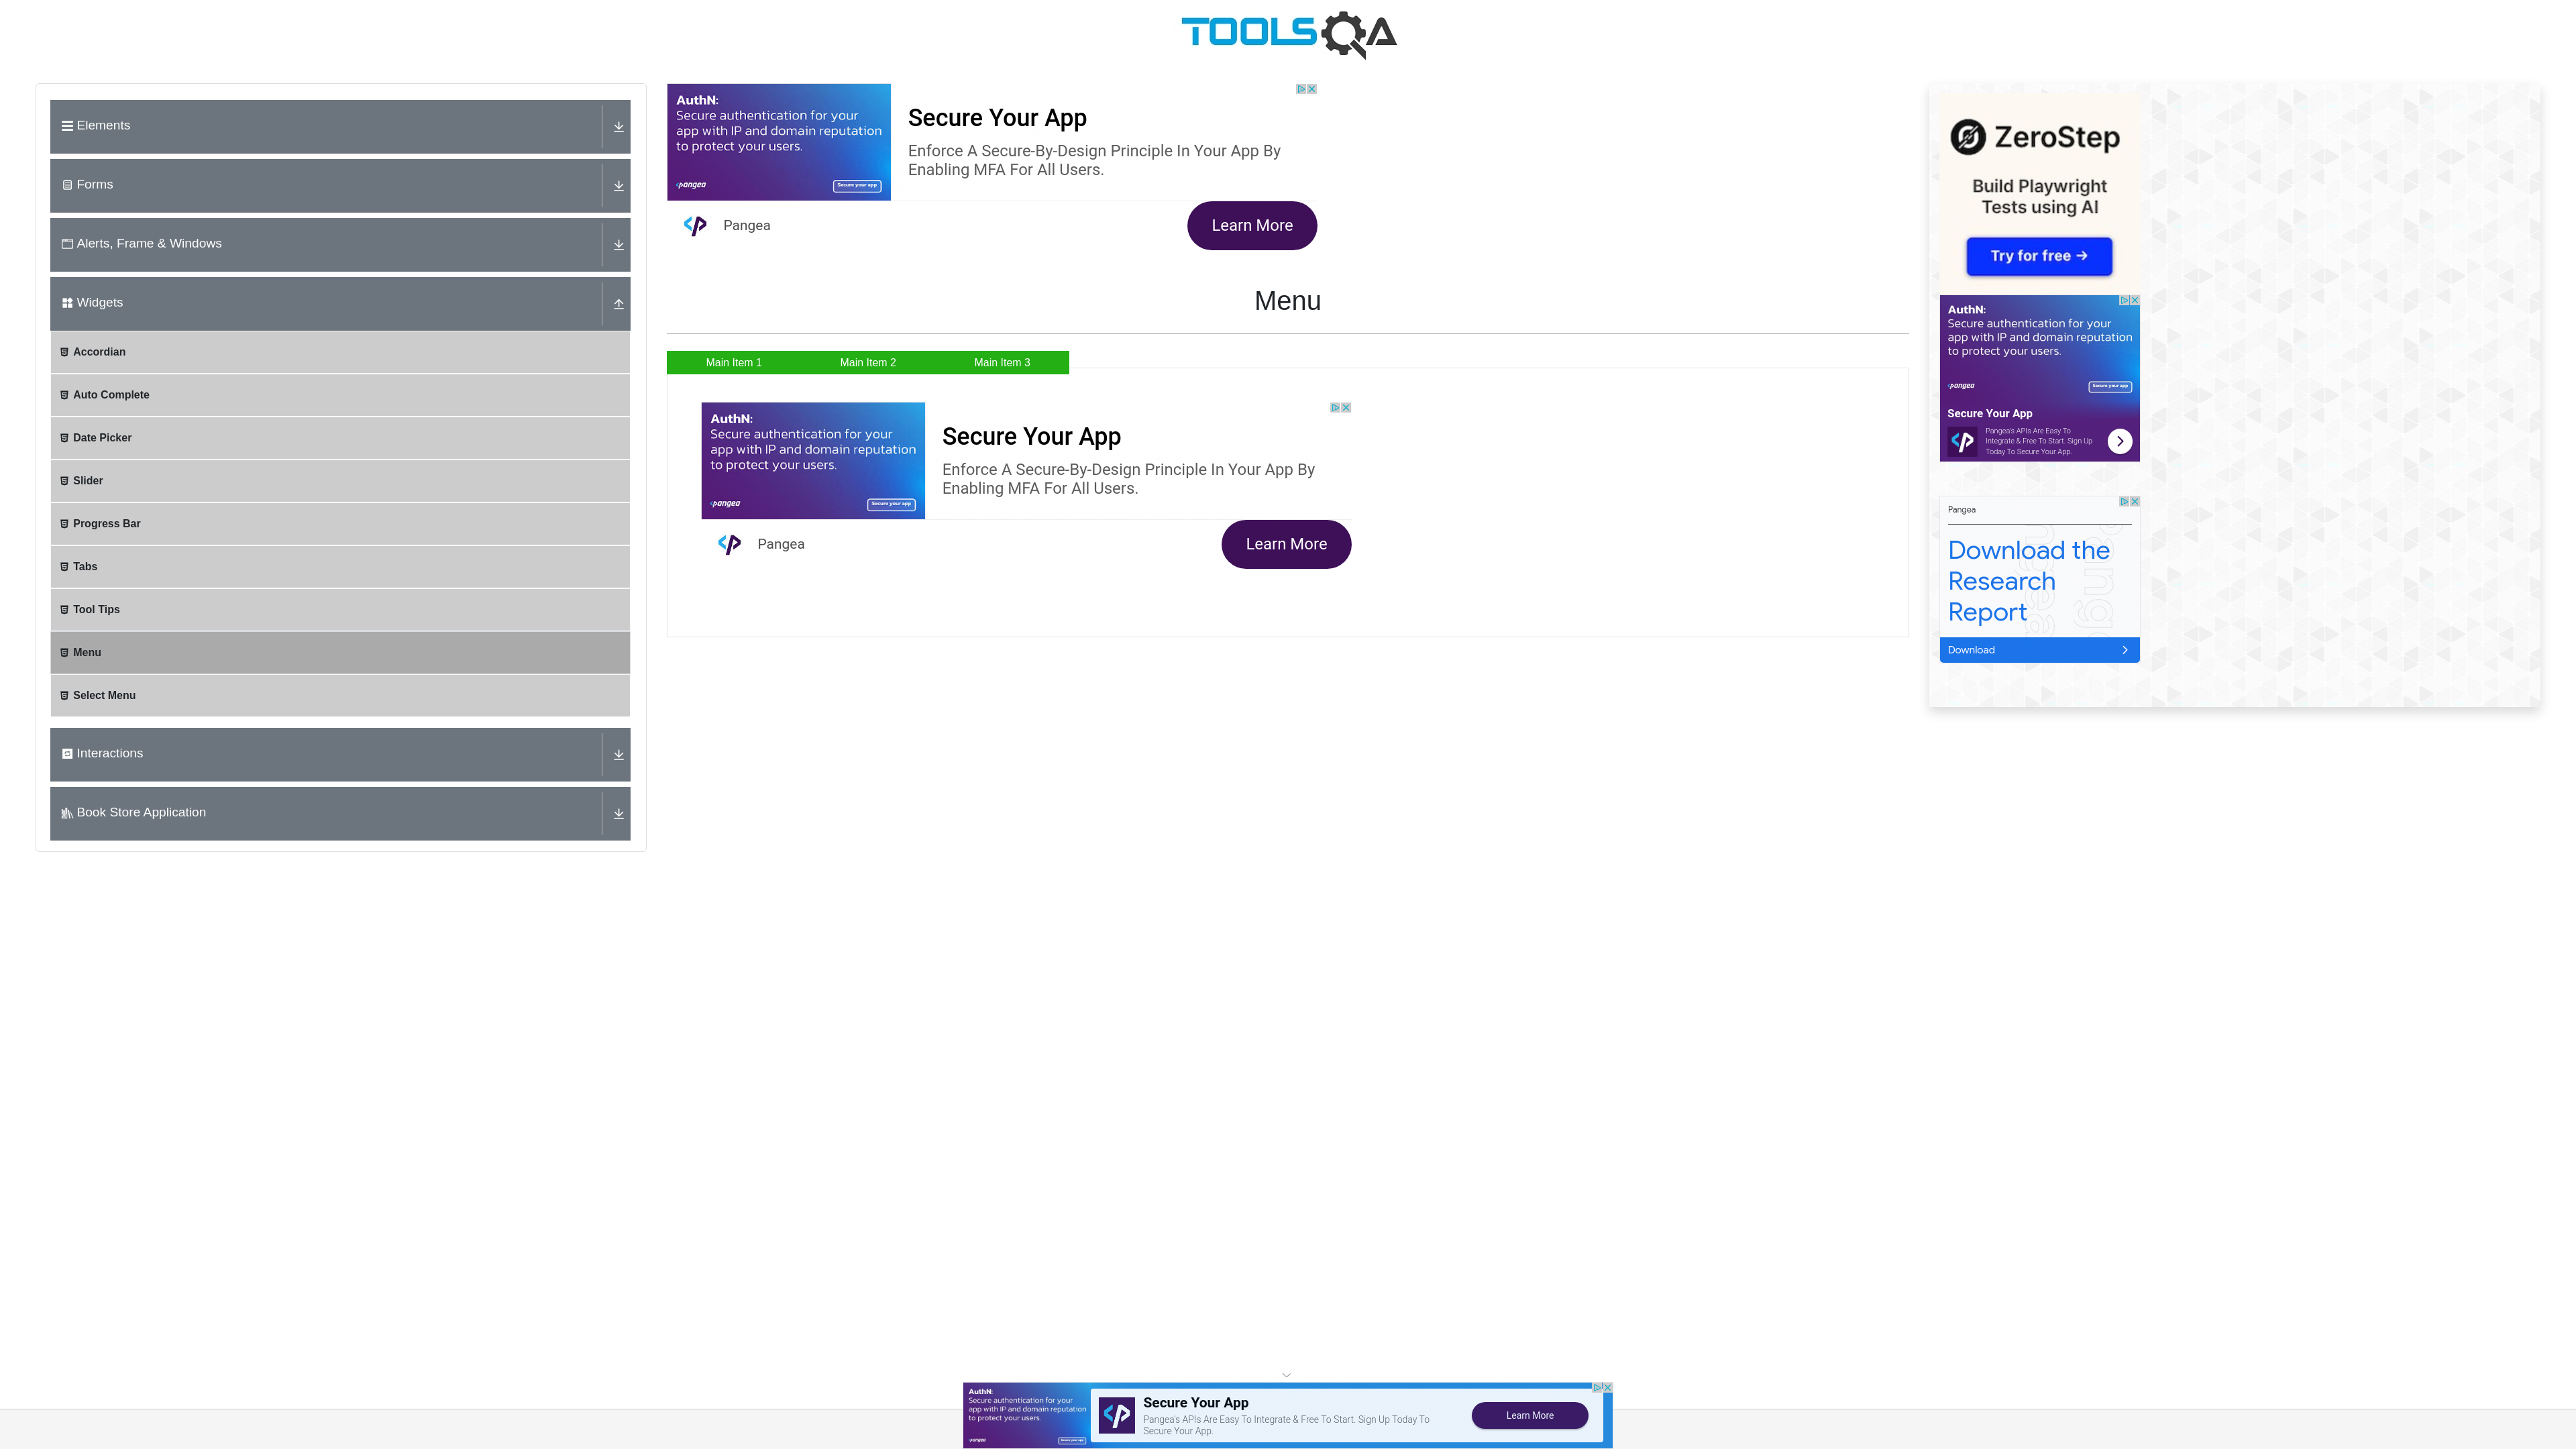 TOOLSQA
Elements
Forms
Alerts, Frame & Windows
Widgets
Accordian
Auto Complete
Date Picker
Slider
Progress Bar
Tabs
Tool Tips
Menu
Select Menu
Interactions
Book Store Application
AuthN:
Secure authentication for your
app with IP and domain reputation
to protect your users.
pangea
Secure your app
Secure Your App
Enforce A Secure-By-Design Principle In Your App By
Enabling MFA For All Users.
Pangea
Learn More
Menu
Main Item 1
Main Item 2
Main Item 3
AuthN:
Secure authentication for your
app with IP and domain reputation
to protect your users.
pangea
Secure your app
Secure Your App
Enforce A Secure-By-Design Principle In Your App By
Enabling MFA For All Users.
Pangea
Learn More
ZeroStep
Build Playwright
Tests using AI
Try for free →
AuthN:
Secure authentication for your
app with IP and domain reputation
to protect your users.
pangea
Secure your app
Secure Your App
Pangea's APIs Are Easy To
Integrate & Free To Start. Sign Up
Today To Secure Your App.
Pangea
Download the
Research
Report
Download
AuthN:
Secure authentication for your
app with IP and domain reputation
to protect your users.
pangea
Secure your app
Secure Your App
Pangea's APIs Are Easy To Integrate & Free To Start. Sign Up Today To
Secure Your App.
Learn More